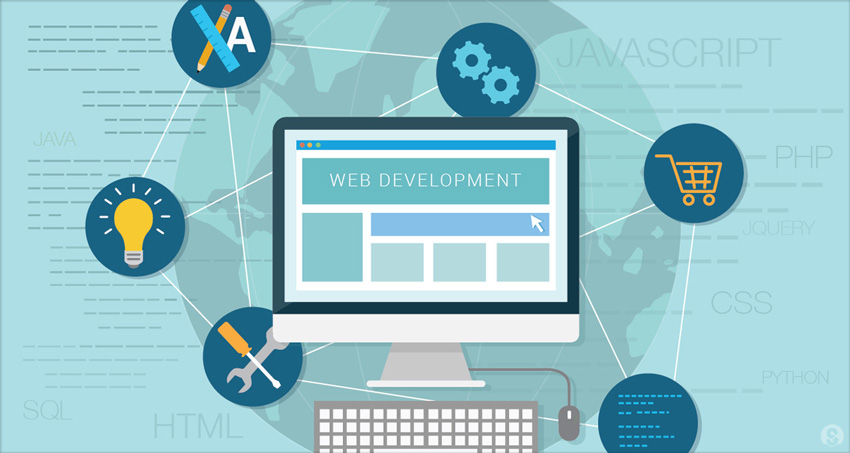 A
JAVASCRIPT
JAVA
PHP
WEB DEVELOPMENT
JQUERY
CSS
PYTHON
SQL
HTML
S